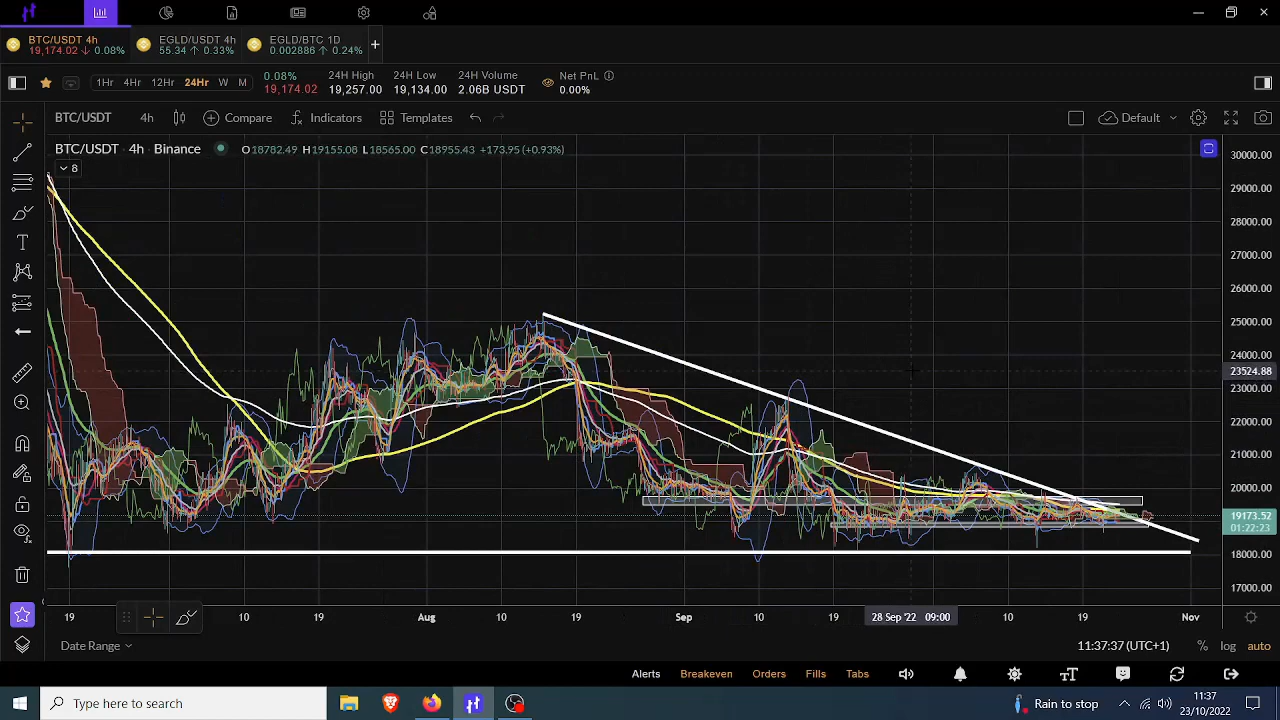 BTC/USDT 4h
19,174.02 ↓ 0.08%
EGLD/USDT 4h
55.34 ↑ 0.33%
EGLD/BTC 1D
0.002886 ↑ 0.24%
+
1Hr 4Hr 12Hr 24Hr W M
0.08%
19,174.02
24H High
19,257.00
24H Low
19,134.00
24H Volume
2.06B USDT
Net PnL
0.00%
BTC/USDT 4h Compare Indicators Templates Default
BTC/USDT · 4h · Binance O18782.49 H19155.08 L18565.00 C18955.43 +173.95 (+0.93%)
8
30000.00
29000.00
28000.00
27000.00
26000.00
25000.00
24000.00
23524.88
23000.00
22000.00
21000.00
20000.00
19173.52
01:22:23
18000.00
17000.00
19 10 19 Aug 10 19 Sep 10 19 28 Sep '22 09:00 10 19 Nov
Date Range 11:37:37 (UTC+1) % log auto
Alerts Breakeven Orders Fills Tabs
Type here to search
Rain to stop
11:37
23/10/2022